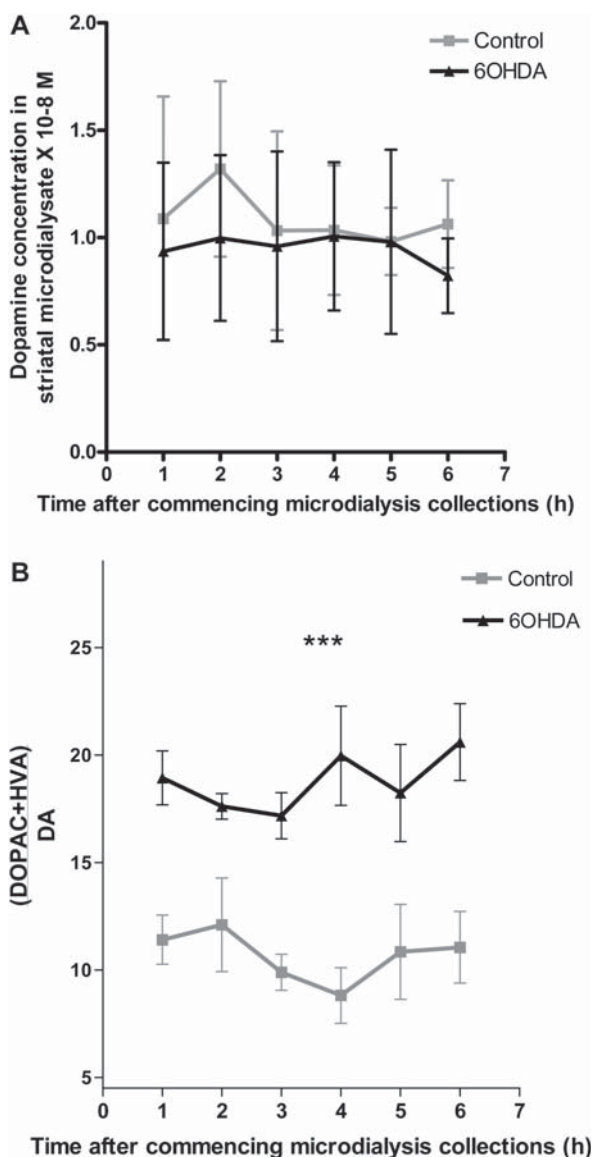 A
Control
6OHDA
Dopamine concentration in
striatal microdialysate X 10-8 M
2.0
1.5
1.0
0.5
0.0
0 1 2 3 4 5 6 7
Time after commencing microdialysis collections (h)
B
Control
6OHDA
***
(DOPAC+HVA)
DA
25
20
15
10
5
0 1 2 3 4 5 6 7
Time after commencing microdialysis collections (h)